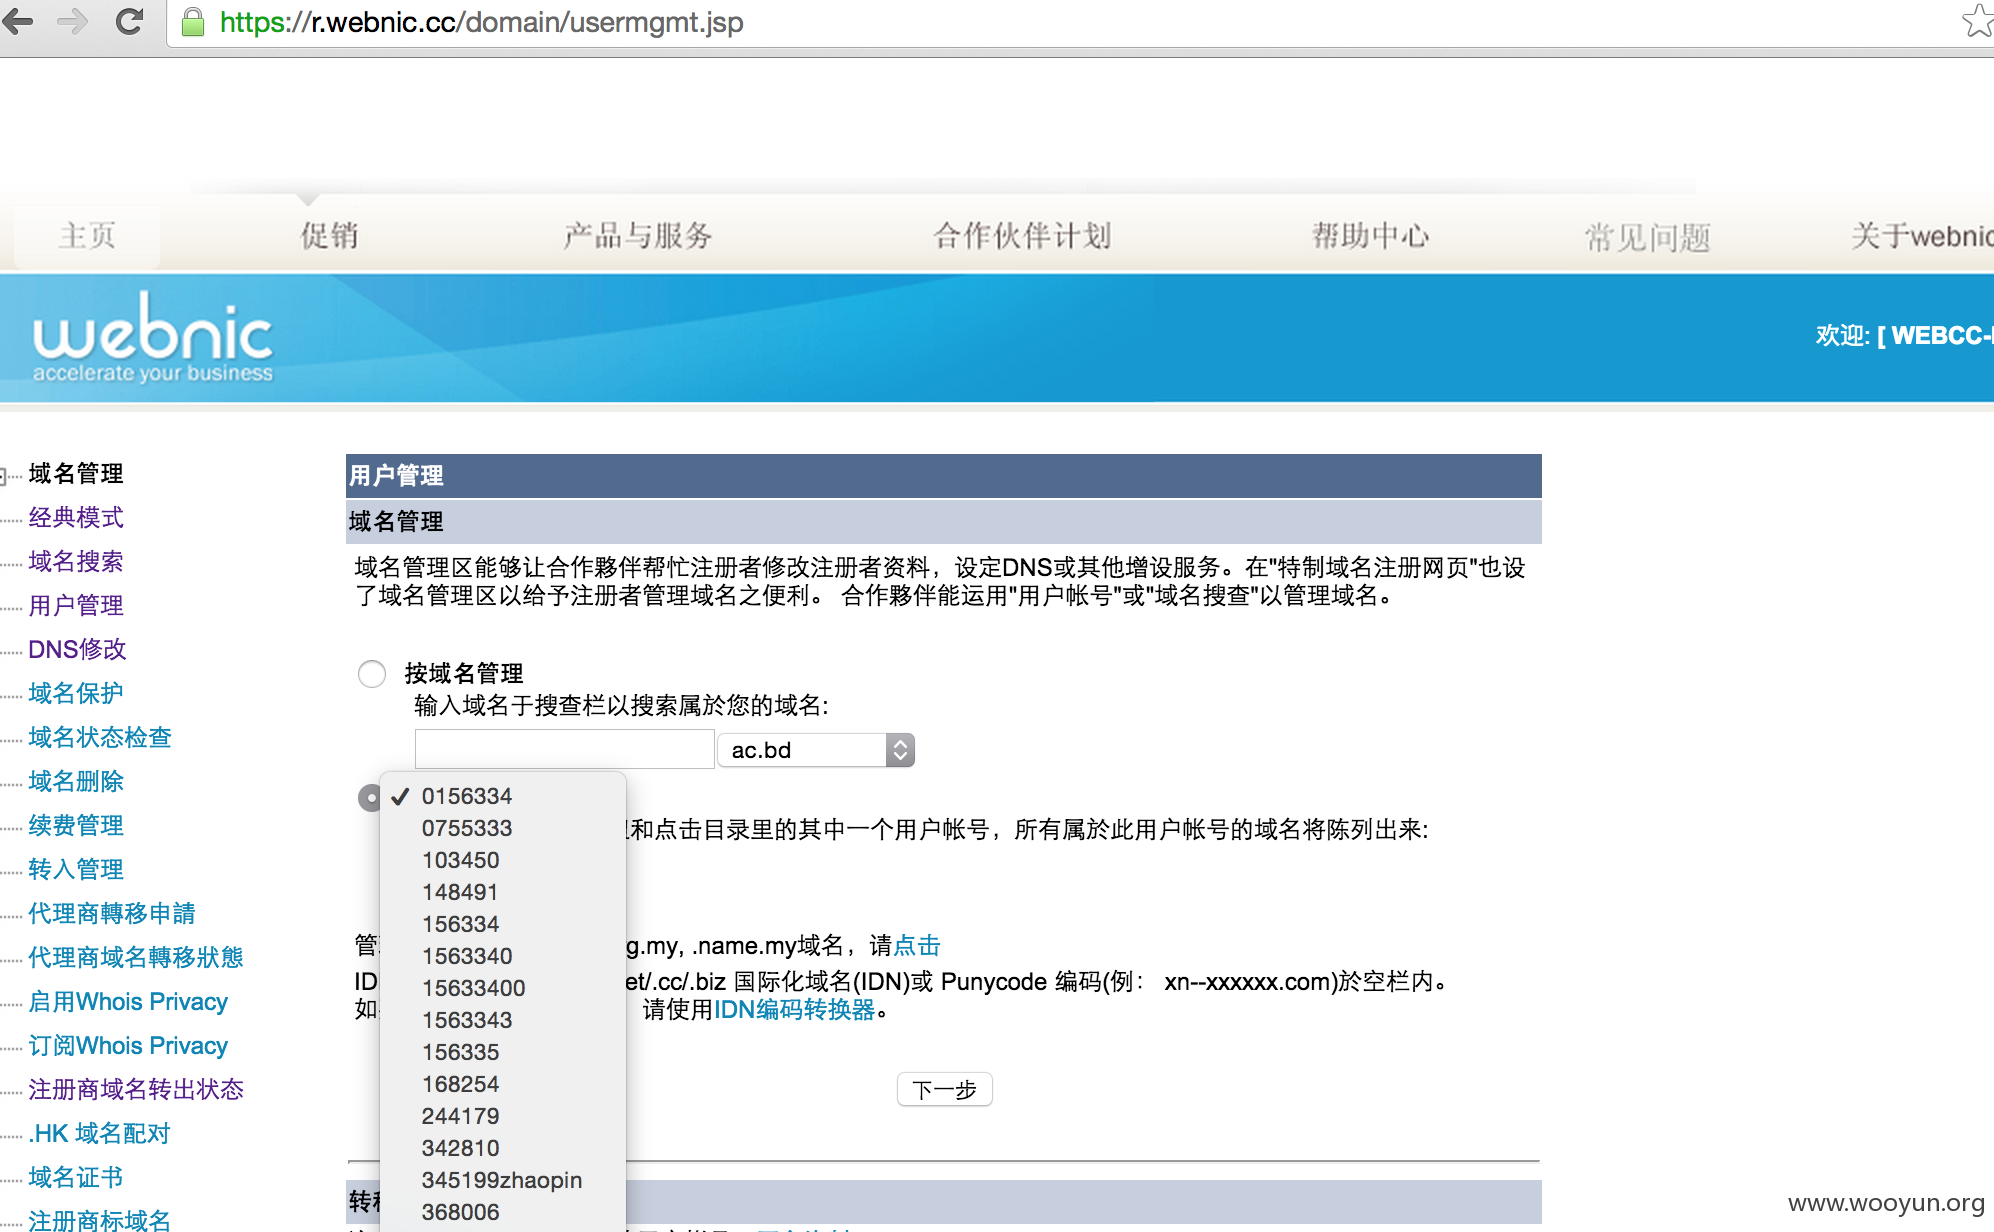 https://r.webnic.cc/domain/usermgmt.jsp
主页
促销
产品与服务
合作伙伴计划
帮助中心
常见问题
关于webnic
webnic
accelerate your business
欢迎: [ WEBCC-
域名管理
经典模式
域名搜索
用户管理
DNS修改
域名保护
域名状态检查
域名删除
续费管理
转入管理
代理商轉移申請
代理商域名轉移狀態
启用Whois Privacy
订阅Whois Privacy
注册商域名转出状态
.HK 域名配对
域名证书
注册商标域名
用户管理
域名管理
域名管理区能够让合作夥伴帮忙注册者修改注册者资料，设定DNS或其他增设服务。在"特制域名注册网页"也设
了域名管理区以给予注册者管理域名之便利。 合作夥伴能运用"用户帐号"或"域名搜查"以管理域名。
按域名管理
输入域名于搜查栏以搜索属於您的域名:
ac.bd
0156334
0755333
103450
148491
156334
1563340
15633400
1563343
156335
168254
244179
342810
345199zhaopin
368006
和点击目录里的其中一个用户帐号，所有属於此用户帐号的域名将陈列出来:
管
g.my, .name.my域名，请点击
ID
et/.cc/.biz 国际化域名(IDN)或 Punycode 编码(例： xn--xxxxxx.com)於空栏内。
如
请使用IDN编码转换器。
下一步
转
www.wooyun.org